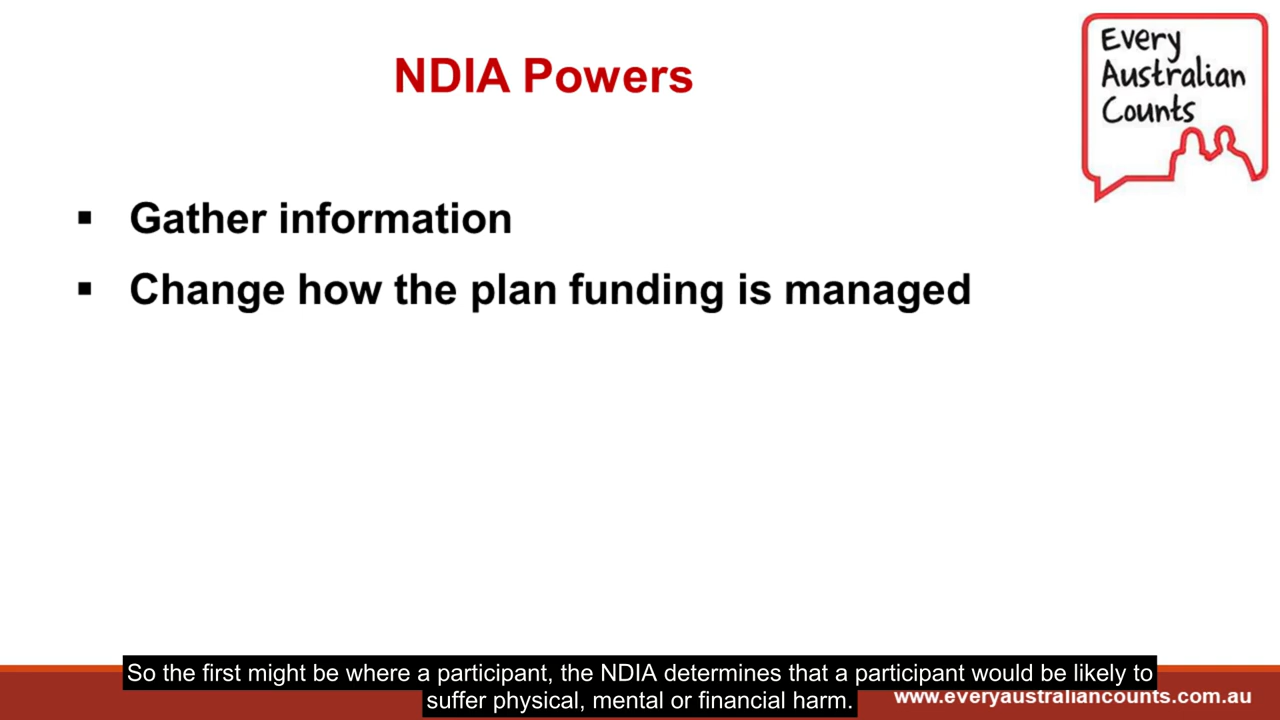 NDIA Powers
Every
Australian
Counts
▪ Gather information
▪ Change how the plan funding is managed
So the first might be where a participant, the NDIA determines that a participant would be likely to
suffer physical, mental or financial harm.
www.everyaustraliancounts.com.au